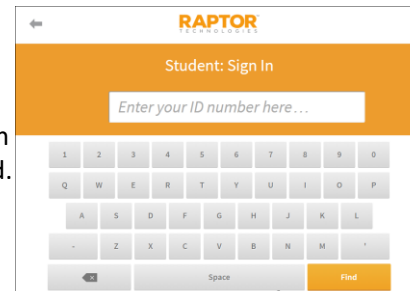 RAPTOR
TECHNOLOGIES
Student: Sign In
Enter your ID number here...
1 2 3 4 5 6 7 8 9 0
Q W E R T Y U I O P
A S D F G H J K L
- Z X C V B N M '
Space Find